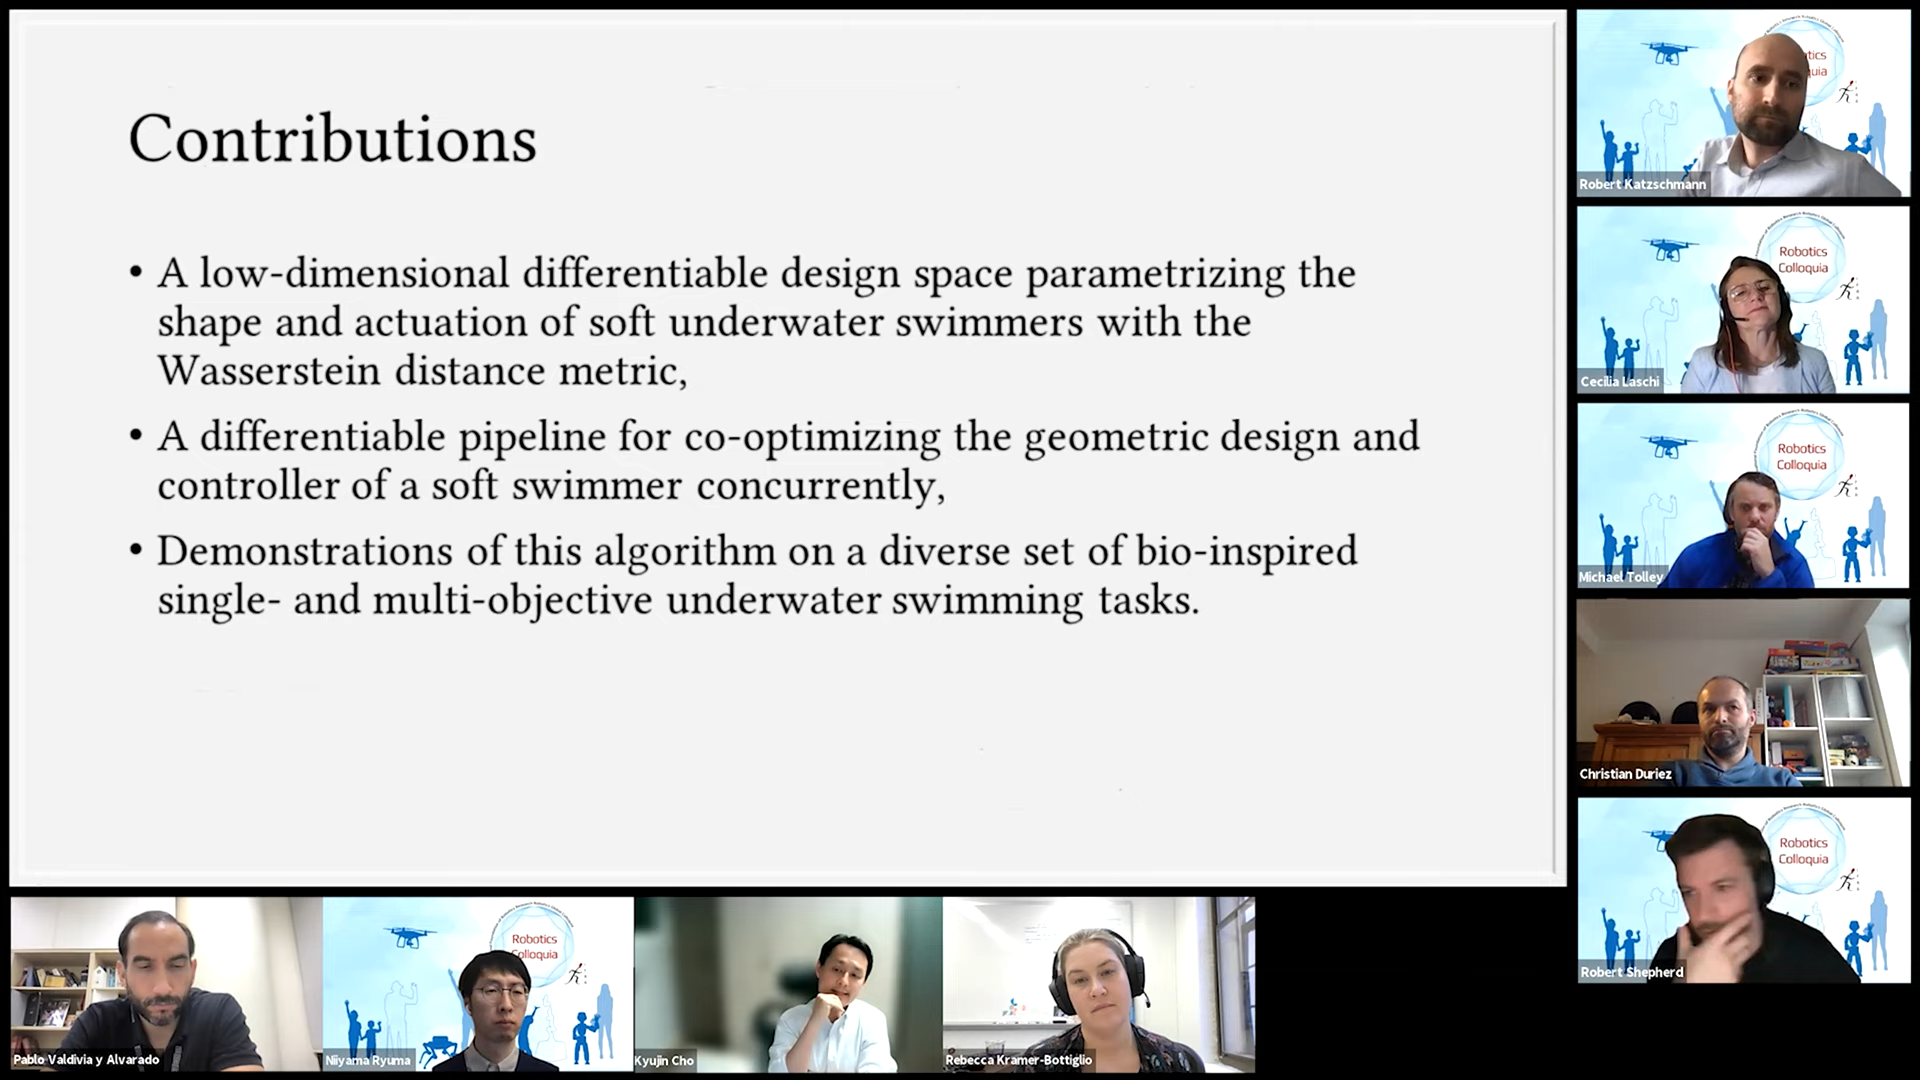 Contributions
• A low-dimensional differentiable design space parametrizing the
shape and actuation of soft underwater swimmers with the
Wasserstein distance metric,
• A differentiable pipeline for co-optimizing the geometric design and
controller of a soft swimmer concurrently,
• Demonstrations of this algorithm on a diverse set of bio-inspired
single- and multi-objective underwater swimming tasks.
Robert Katzschmann
Robotics
Colloquia
Cecilia Laschi
Robotics
Colloquia
Michael Tolley
Christian Duriez
Robotics
Colloquia
Robert Shepherd
Pablo Valdivia y Alvarado
Robotics
Colloquia
Niiyama Ryuma
Kyujin Cho
Rebecca Kramer-Bottiglio